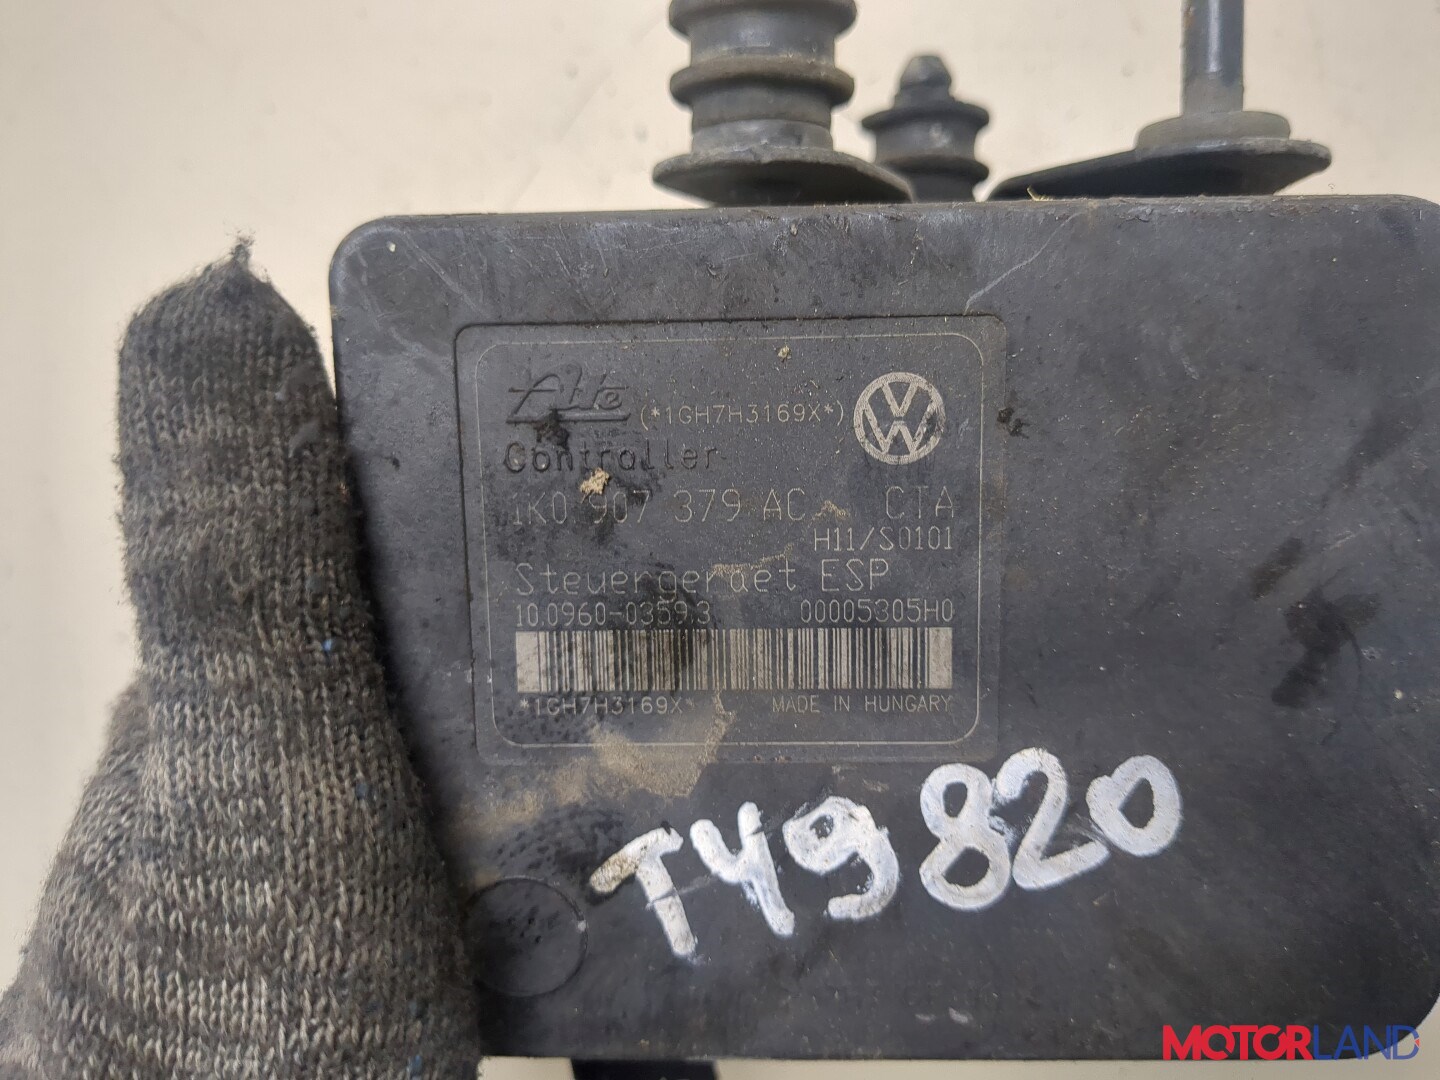 Ate (*1GH7H3169X*)
Controller
1K0 907 379 AC CTA
H11/S0101
Steuergeraet ESP
10.0960-0359.3 00005305H0
*1GH7H3169X* MADE IN HUNGARY
T49820
MOTORLAND